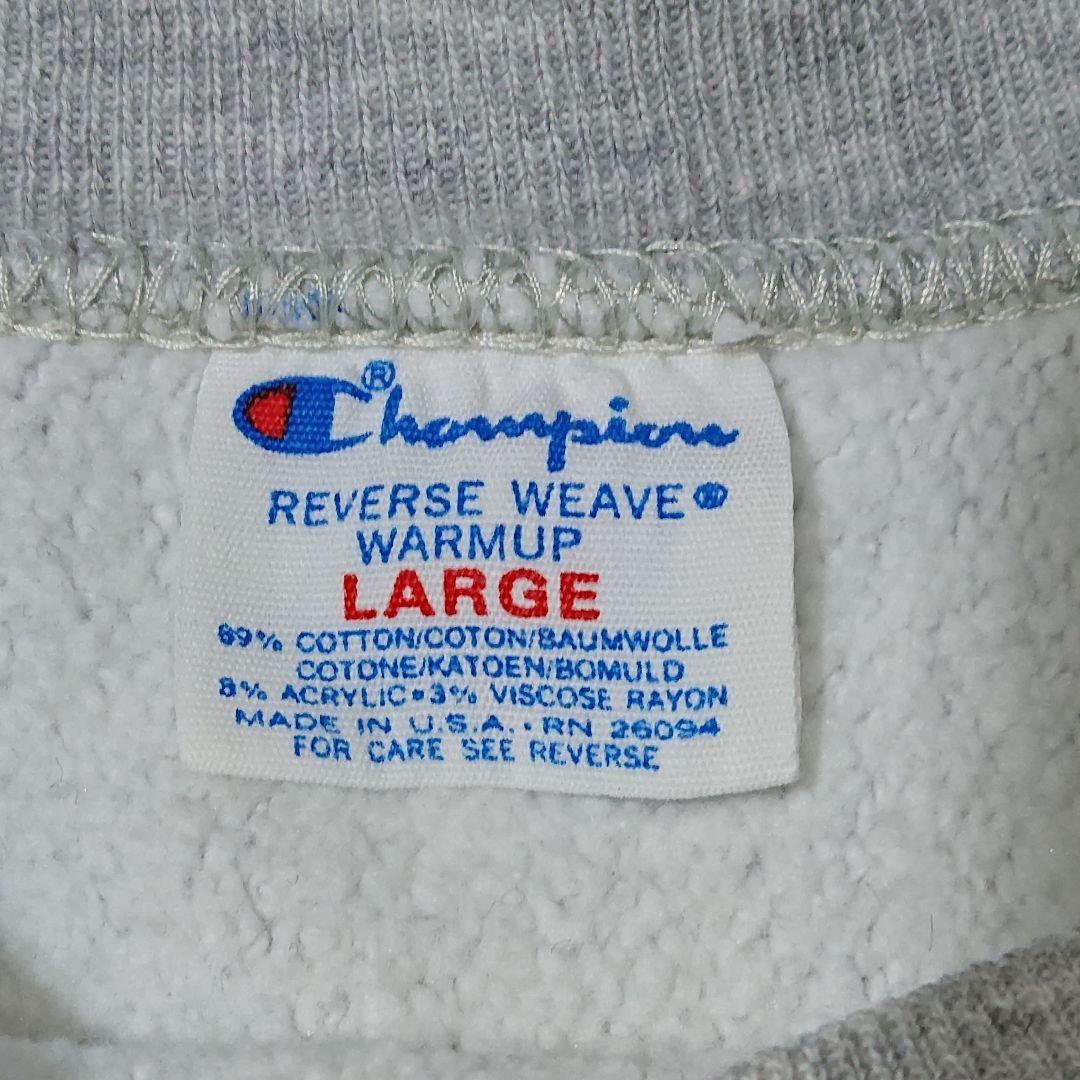 Champion®
REVERSE WEAVE®
WARMUP
LARGE
89% COTTON/COTON/BAUMWOLLE
COTONE/KATOEN/BOMULD
8% ACRYLIC•3% VISCOSE RAYON
MADE IN U.S.A.·RN 26094
FOR CARE SEE REVERSE